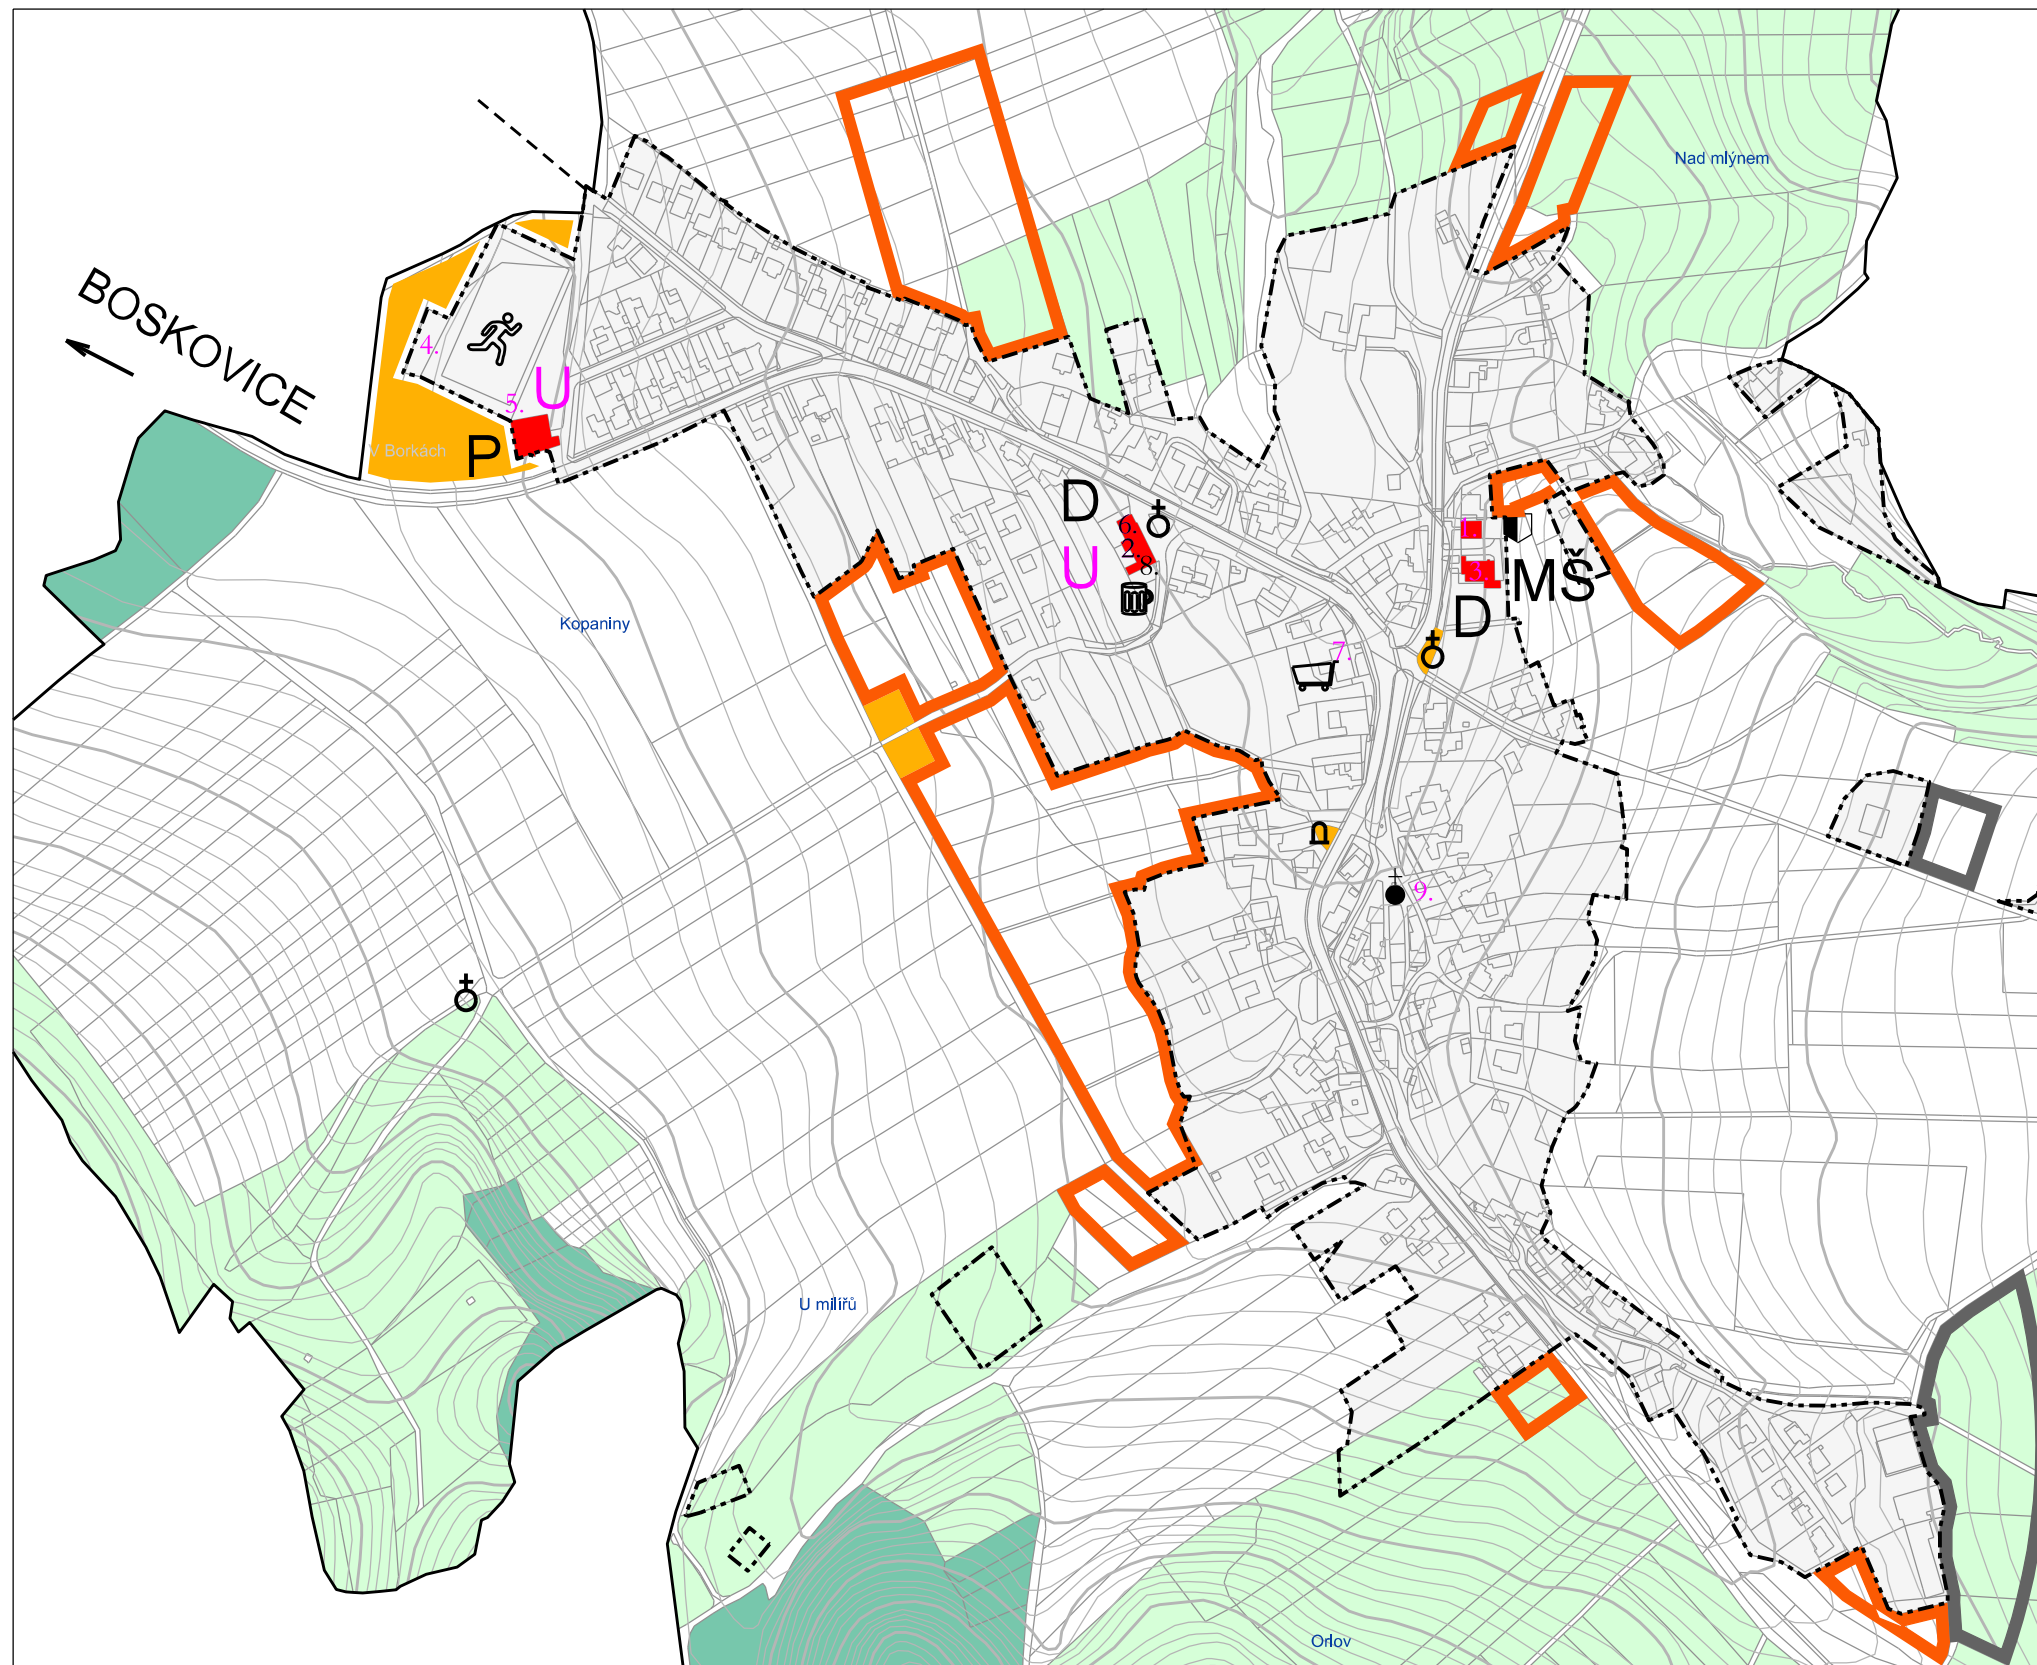 Nad mlýnem
BOSKOVICE
4.
5.
U
P
V Borkách
D
6.
2.
8.
U
1.
3.
MŠ
D
Kopaniny
7.
9.
U milířů
Orlov